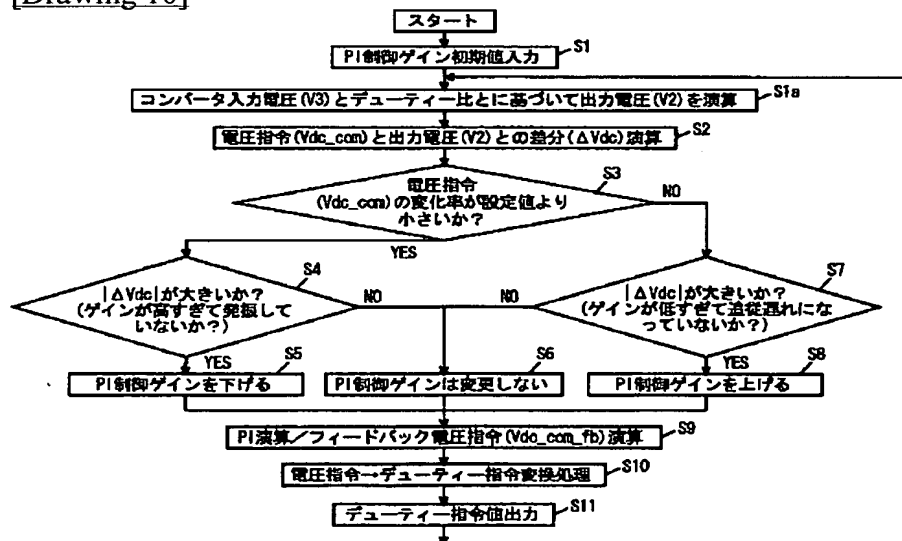 [Drawing 10]
スタート
PI制御ゲイン初期値入力
S1
コンバータ入力電圧(V3)とデューティー比とに基づいて出力電圧(V2)を演算
S1a
電圧指令(Vdc_com)と出力電圧(V2)との差分(ΔVdc)演算
S2
電圧指令
(Vdc_com)の変化率が設定値より
小さいか?
S3
NO
YES
|ΔVdc|が大きいか?
(ゲインが高すぎて発振して
いないか?)
S4
NO
NO
|ΔVdc|が大きいか?
(ゲインが低すぎて追従遅れにな
っていないか?)
S7
YES
S5
S6
YES
S8
PI制御ゲインを下げる
PI制御ゲインは変更しない
PI制御ゲインを上げる
PI演算/フィードバック電圧指令(Vdc_com_fb)演算
S9
電圧指令→デューティー指令変換処理
S10
デューティー指令値出力
S11